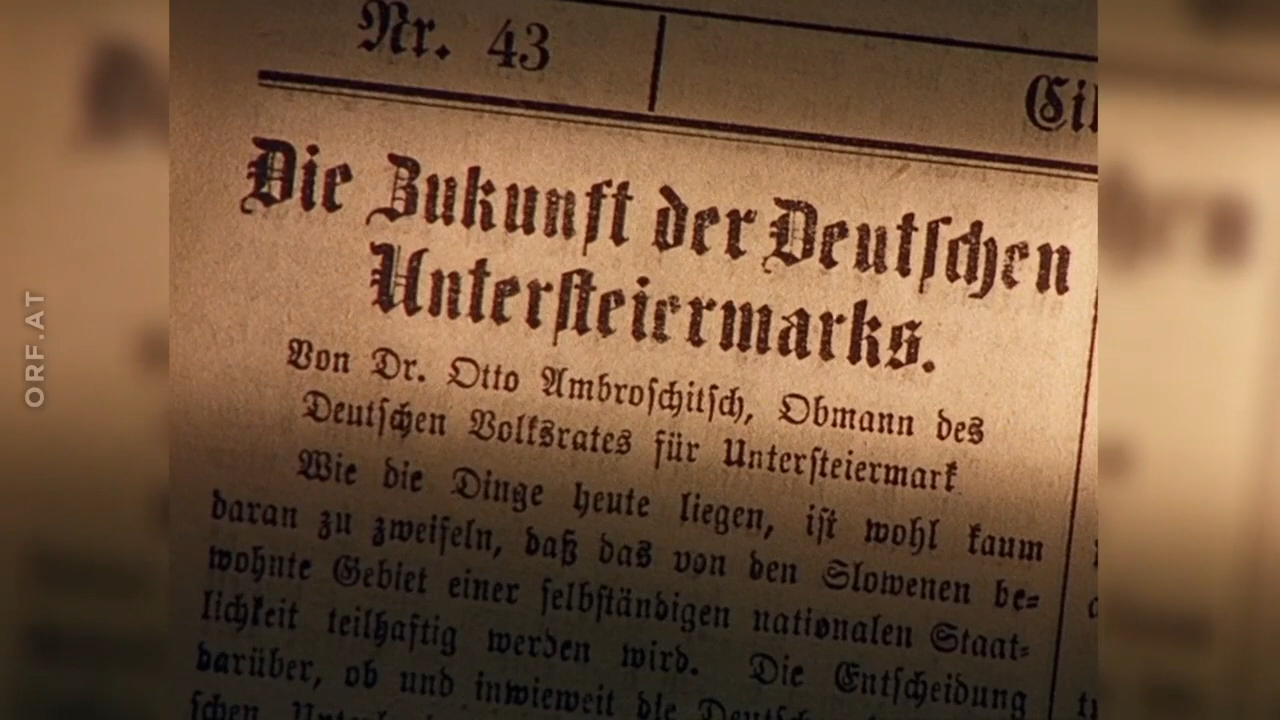 Nr. 43
Die Zukunft der Deutschen
Untersteiermarks.
Von Dr. Otto Ambroschitsch, Obmann des
Deutschen Volksrates für Untersteiermark
Wie die Dinge heute liegen, ist wohl kaum
daran zu zweifeln, daß das von den Slowenen be-
wohnte Gebiet einer selbständigen nationalen Staat-
lichkeit teilhaftig werden wird. Die Entscheidung
darüber, ob und inwieweit die
ORF.AT